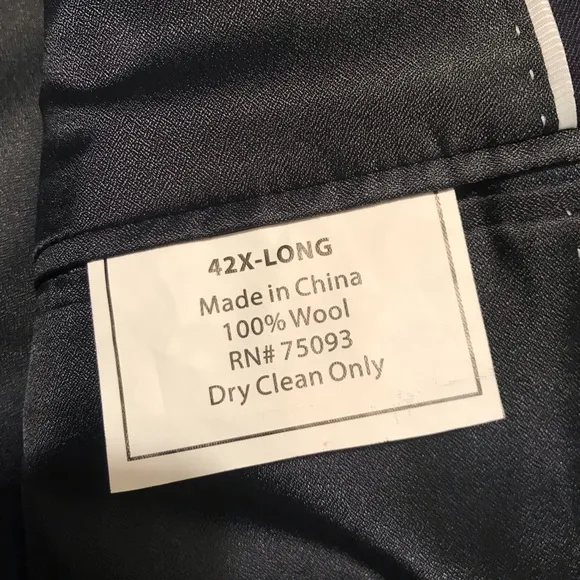 42X-LONG
Made in China
100% Wool
RN# 75093
Dry Clean Only